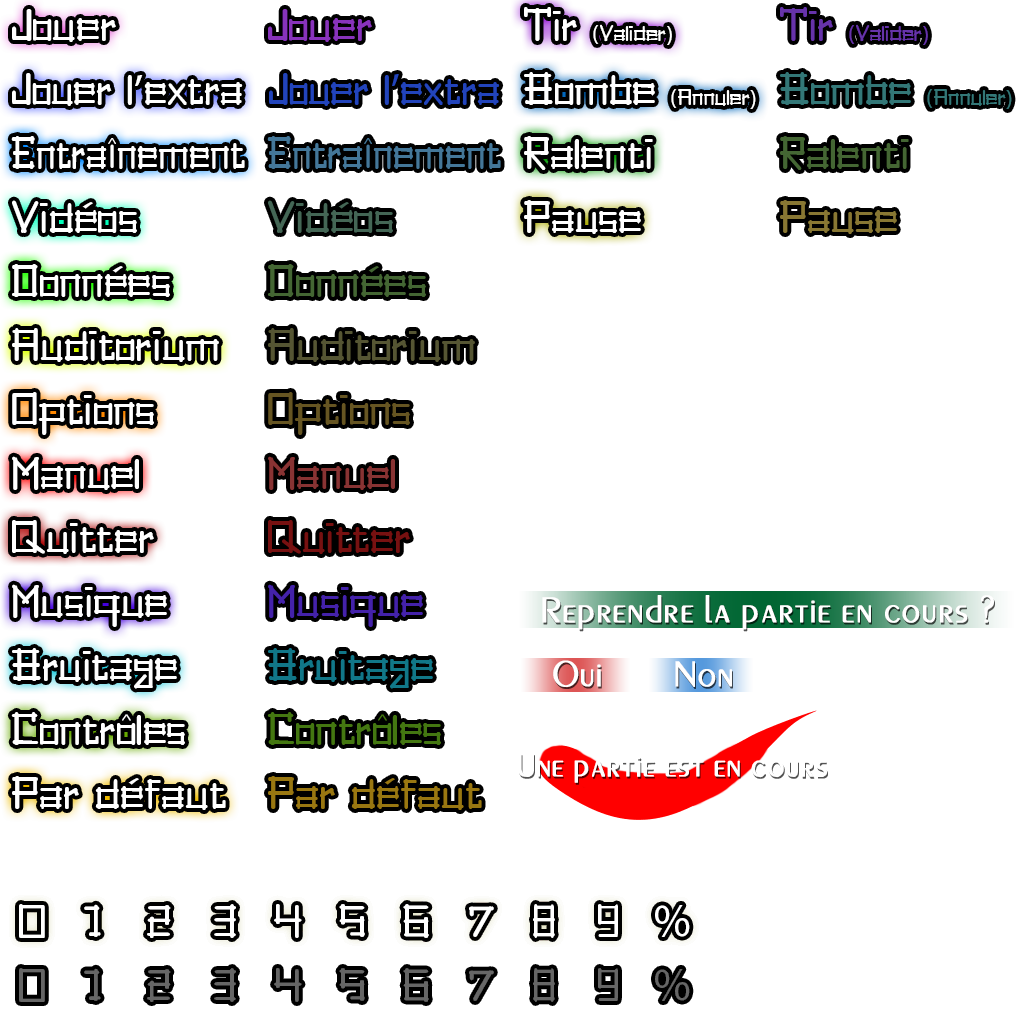 Jouer Jouer Tir (Valider) Tir (Valider)
Jouer l'extra Jouer l'extra Bombe (Annuler) Bombe (Annuler)
Entraînement Entraînement Ralenti Ralenti
Vidéos Vidéos Pause Pause
Données Données
Auditorium Auditorium
Options Options
Manuel Manuel
Quitter Quitter
Musique Musique
Reprendre la partie en cours ?
Bruitage Bruitage
Oui Non
Contrôles Contrôles
Une partie est en cours
Par défaut Par défaut
0 1 2 3 4 5 6 7 8 9 %
0 1 2 3 4 5 6 7 8 9 %